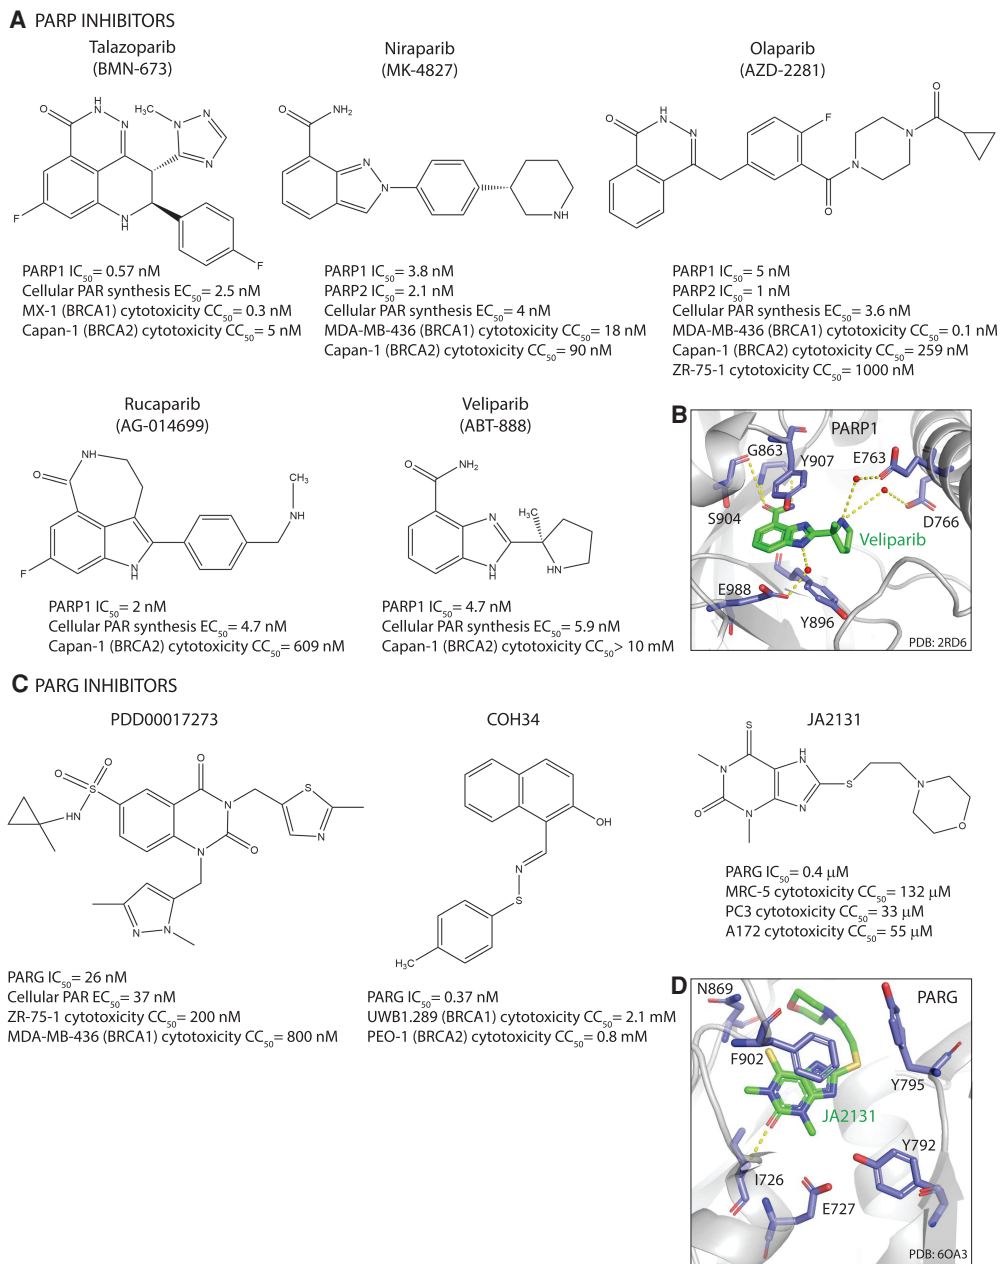 A PARP INHIBITORS
Talazoparib
(BMN-673)
Niraparib
(MK-4827)
Olaparib
(AZD-2281)
O
H
N
N
H₃C
N
N
N
F
N
H
F
PARP1 IC₅₀= 0.57 nM
Cellular PAR synthesis EC₅₀= 2.5 nM
MX-1 (BRCA1) cytotoxicity CC₅₀= 0.3 nM
Capan-1 (BRCA2) cytotoxicity CC₅₀= 5 nM
O
NH₂
N
N
NH
PARP1 IC₅₀= 3.8 nM
PARP2 IC₅₀= 2.1 nM
Cellular PAR synthesis EC₅₀= 4 nM
MDA-MB-436 (BRCA1) cytotoxicity CC₅₀= 18 nM
Capan-1 (BRCA2) cytotoxicity CC₅₀= 90 nM
O
H
N
N
F
O
N
N
O
PARP1 IC₅₀= 5 nM
PARP2 IC₅₀= 1 nM
Cellular PAR synthesis EC₅₀= 3.6 nM
MDA-MB-436 (BRCA1) cytotoxicity CC₅₀= 0.1 nM
Capan-1 (BRCA2) cytotoxicity CC₅₀= 259 nM
ZR-75-1 cytotoxicity CC₅₀= 1000 nM
Rucaparib
(AG-014699)
NH
O
F
N
H
NH
CH₃
PARP1 IC₅₀= 2 nM
Cellular PAR synthesis EC₅₀= 4.7 nM
Capan-1 (BRCA2) cytotoxicity CC₅₀= 609 nM
Veliparib
(ABT-888)
O
NH₂
N
H₃C
N
H
HN
PARP1 IC₅₀= 4.7 nM
Cellular PAR synthesis EC₅₀= 5.9 nM
Capan-1 (BRCA2) cytotoxicity CC₅₀> 10 mM
B
PARP1
G863
Y907
E763
S904
D766
Veliparib
E988
Y896
PDB: 2RD6
C PARG INHIBITORS
PDD00017273
O
O
S
HN
O
N
N
O
S
N
N
N
PARG IC₅₀= 26 nM
Cellular PAR EC₅₀= 37 nM
ZR-75-1 cytotoxicity CC₅₀= 200 nM
MDA-MB-436 (BRCA1) cytotoxicity CC₅₀= 800 nM
COH34
OH
N
S
H₃C
PARG IC₅₀= 0.37 nM
UWB1.289 (BRCA1) cytotoxicity CC₅₀= 2.1 mM
PEO-1 (BRCA2) cytotoxicity CC₅₀= 0.8 mM
JA2131
S
N
H
N
O
N
N
S
N
O
PARG IC₅₀= 0.4 µM
MRC-5 cytotoxicity CC₅₀= 132 µM
PC3 cytotoxicity CC₅₀= 33 µM
A172 cytotoxicity CC₅₀= 55 µM
D
N869
PARG
F902
Y795
JA2131
Y792
I726
E727
PDB: 6OA3